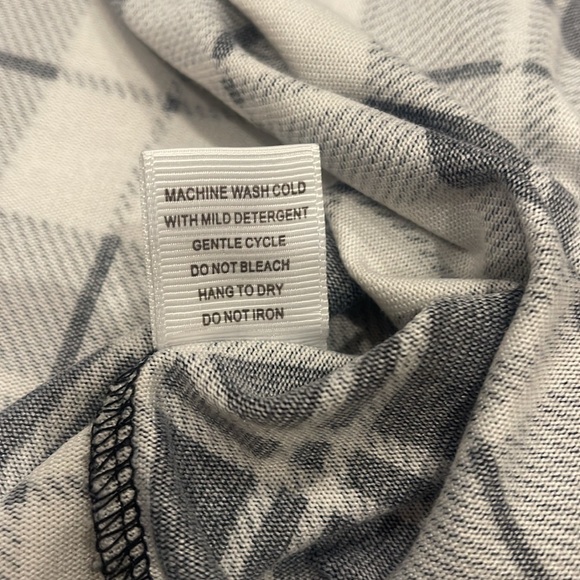 MACHINE WASH COLD
WITH MILD DETERGENT
GENTLE CYCLE
DO NOT BLEACH
HANG TO DRY
DO NOT IRON